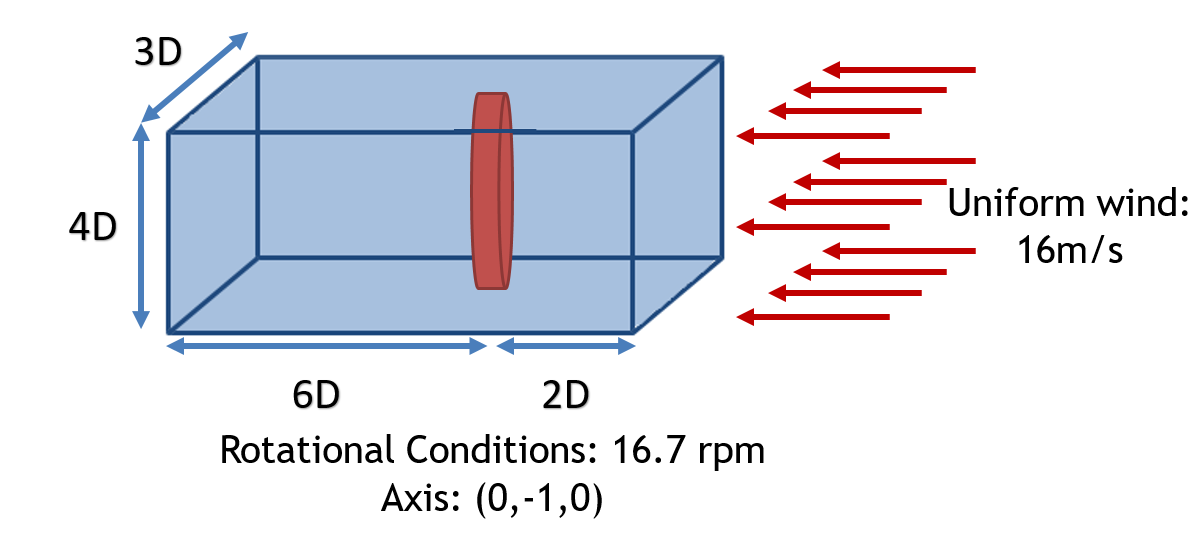 3D
4D
Uniform wind:
16m/s
6D
2D
Rotational Conditions: 16.7 rpm
Axis: (0,-1,0)